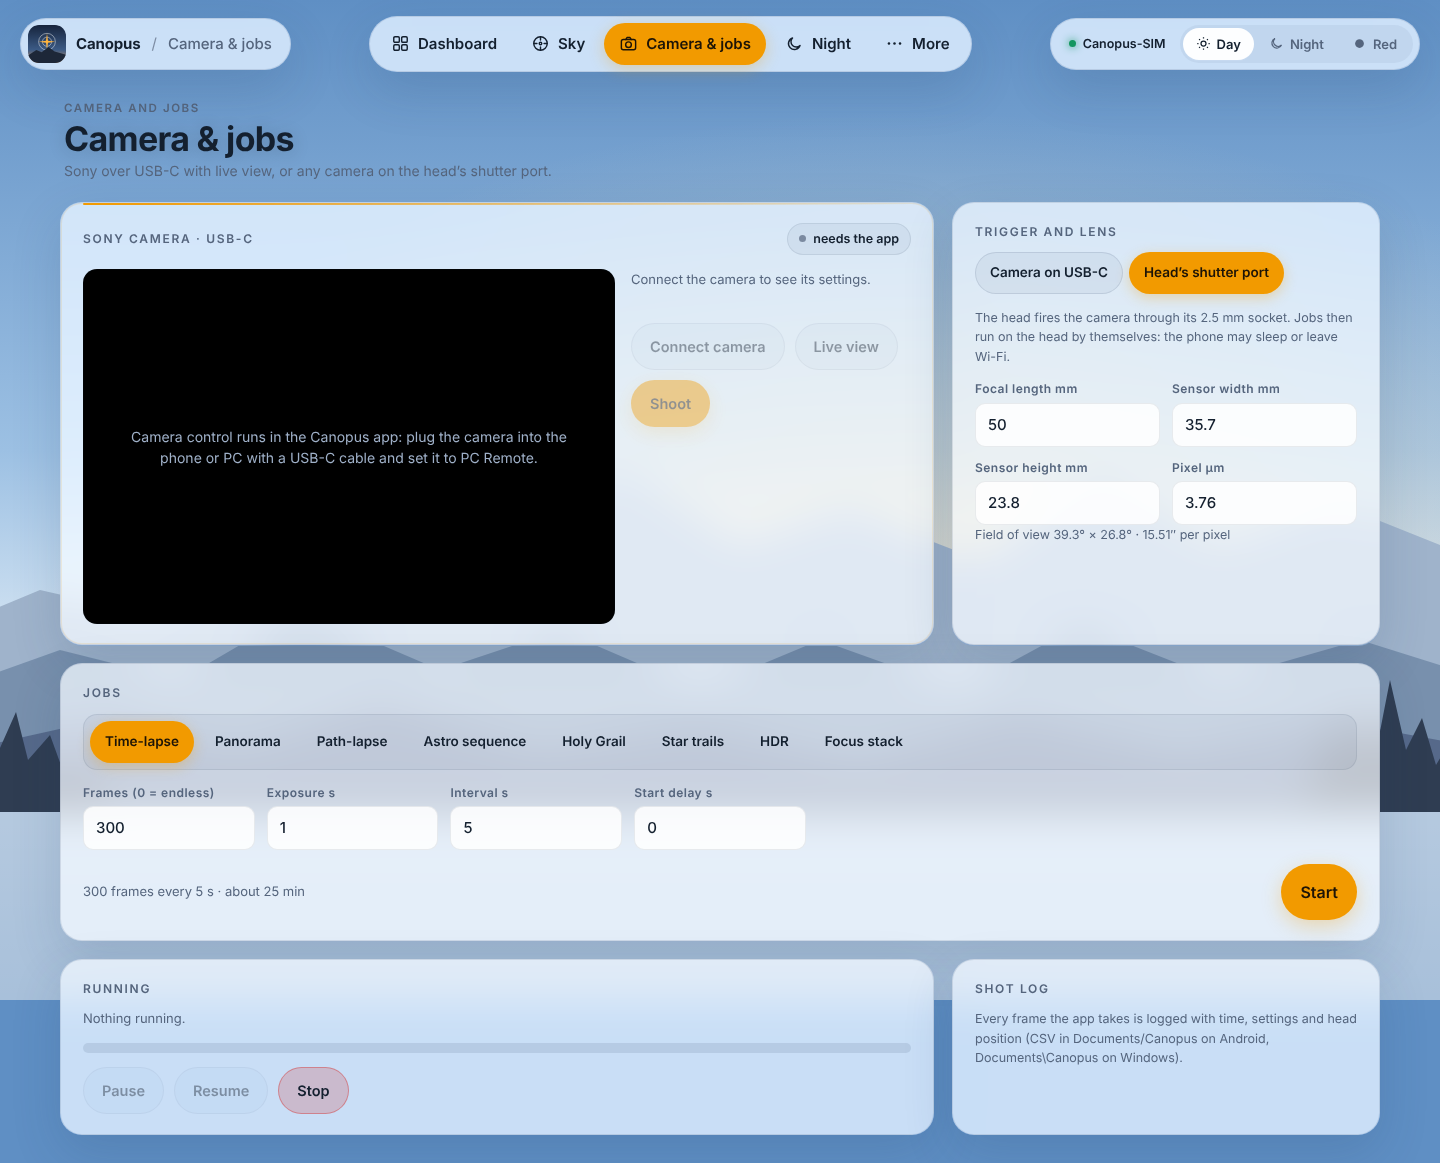 Canopus / Camera & jobs
Dashboard
Sky
Camera & jobs
Night
More
Canopus-SIM
Day
Night
Red
CAMERA AND JOBS
Camera & jobs
Sony over USB-C with live view, or any camera on the head’s shutter port.
SONY CAMERA · USB-C
needs the app
Camera control runs in the Canopus app: plug the camera into the
phone or PC with a USB-C cable and set it to PC Remote.
Connect the camera to see its settings.
Connect camera
Live view
Shoot
TRIGGER AND LENS
Camera on USB-C
Head’s shutter port
The head fires the camera through its 2.5 mm socket. Jobs then
run on the head by themselves: the phone may sleep or leave
Wi-Fi.
Focal length mm
Sensor width mm
50
35.7
Sensor height mm
Pixel µm
23.8
3.76
Field of view 39.3° × 26.8° · 15.51″ per pixel
JOBS
Time-lapse
Panorama
Path-lapse
Astro sequence
Holy Grail
Star trails
HDR
Focus stack
Frames (0 = endless)
Exposure s
Interval s
Start delay s
300
1
5
0
300 frames every 5 s · about 25 min
Start
RUNNING
Nothing running.
Pause
Resume
Stop
SHOT LOG
Every frame the app takes is logged with time, settings and head
position (CSV in Documents/Canopus on Android,
Documents\Canopus on Windows).